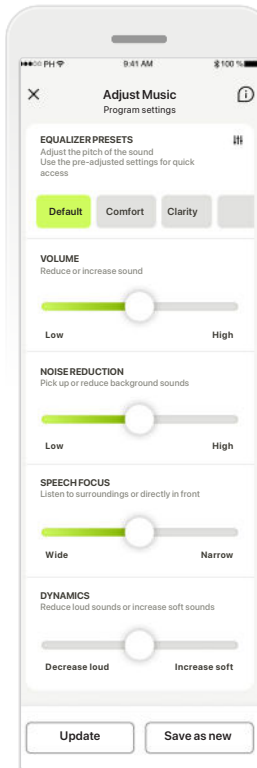 PH 9:41 AM 100 %
Adjust Music
Program settings
EQUALIZER PRESETS
Adjust the pitch of the sound
Use the pre-adjusted settings for quick
access
Default Comfort Clarity
VOLUME
Reduce or increase sound
Low High
NOISE REDUCTION
Pick up or reduce background sounds
Low High
SPEECH FOCUS
Listen to surroundings or directly in front
Wide Narrow
DYNAMICS
Reduce loud sounds or increase soft sounds
Decrease loud Increase soft
Update Save as new